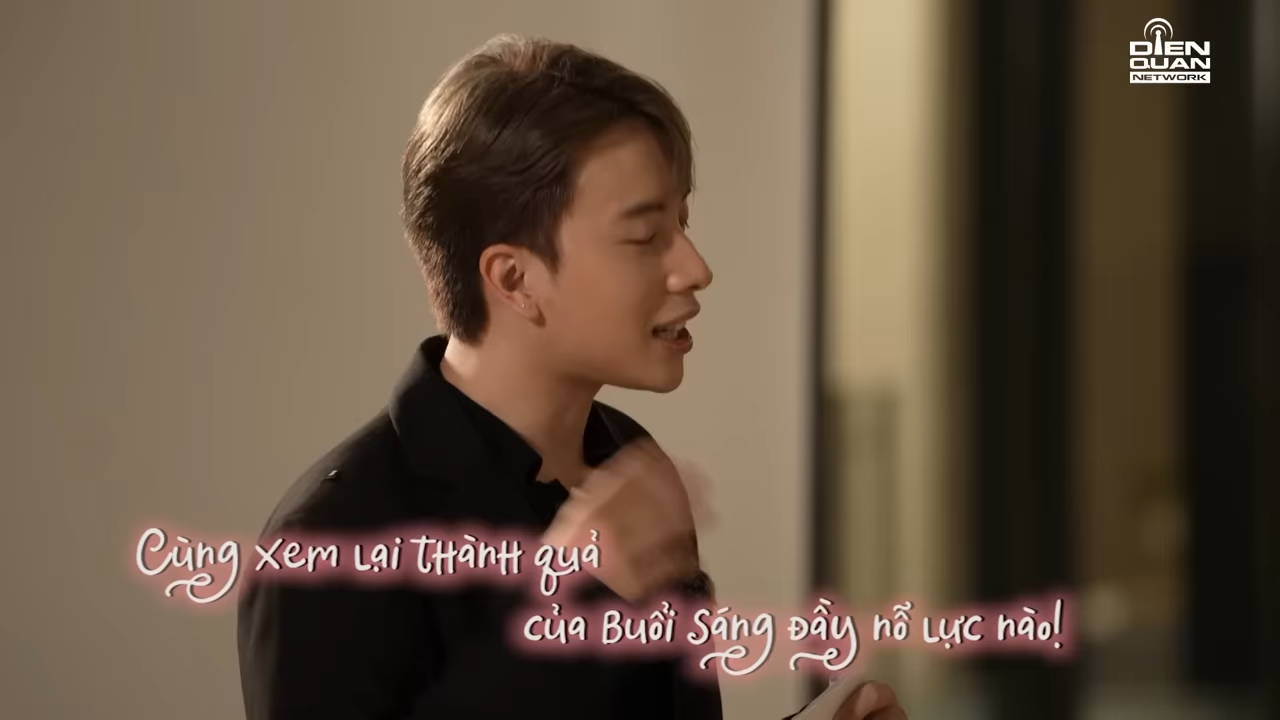 DIEN
QUAN
NETWORK
Cùng xem lại thành quả
của Buổi sáng đầy nỗ lực nào!